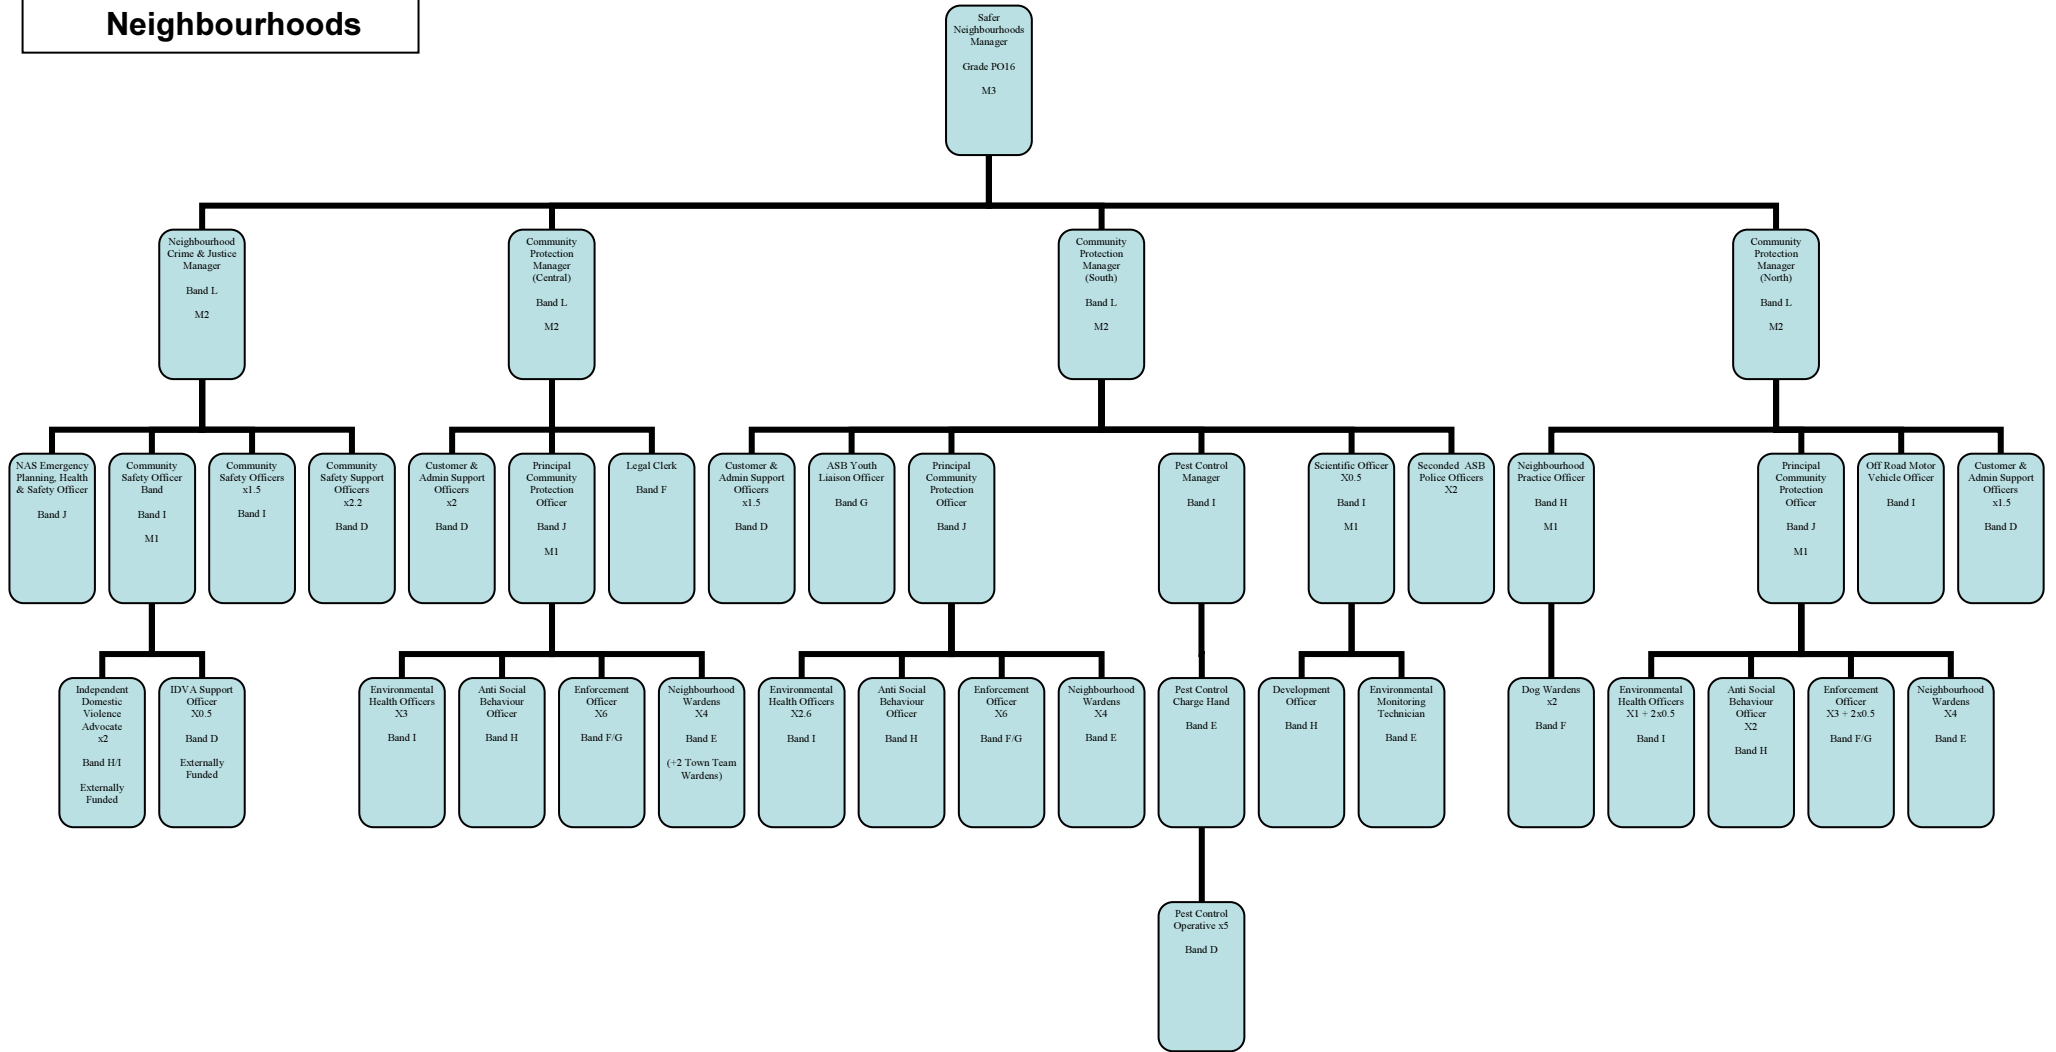 Neighbourhoods
Safer
Neighbourhoods
Manager
Grade PO16
M3
Neighbourhood
Crime & Justice
Manager
Band L
M2
Community
Protection
Manager
(Central)
Band L
M2
Community
Protection
Manager
(South)
Band L
M2
Community
Protection
Manager
(North)
Band L
M2
NAS Emergency
Planning, Health
& Safety Officer
Band J
Community
Safety Officer
Band
Band I
M1
Community
Safety Officers
x1.5
Band I
Community
Safety Support
Officers
x2.2
Band D
Customer &
Admin Support
Officers
x2
Band D
Principal
Community
Protection
Officer
Band J
M1
Legal Clerk
Band F
Customer &
Admin Support
Officers
x1.5
Band D
ASB Youth
Liaison Officer
Band G
Principal
Community
Protection
Officer
Band J
Pest Control
Manager
Band I
Scientific Officer
X0.5
Band I
M1
Seconded ASB
Police Officers
X2
Neighbourhood
Practice Officer
Band H
M1
Principal
Community
Protection
Officer
Band J
M1
Off Road Motor
Vehicle Officer
Band I
Customer &
Admin Support
Officers
x1.5
Band D
Independent
Domestic
Violence
Advocate
x2
Band H/I
Externally
Funded
IDVA Support
Officer
X0.5
Band D
Externally
Funded
Environmental
Health Officers
X3
Band I
Anti Social
Behaviour
Officer
Band H
Enforcement
Officer
X6
Band F/G
Neighbourhood
Wardens
X4
Band E
(+2 Town Team
Wardens)
Environmental
Health Officers
X2.6
Band I
Anti Social
Behaviour
Officer
Band H
Enforcement
Officer
X6
Band F/G
Neighbourhood
Wardens
X4
Band E
Pest Control
Charge Hand
Band E
Development
Officer
Band H
Environmental
Monitoring
Technician
Band E
Dog Wardens
x2
Band F
Environmental
Health Officers
X1 + 2x0.5
Band I
Anti Social
Behaviour
Officer
X2
Band H
Enforcement
Officer
X3 + 2x0.5
Band F/G
Neighbourhood
Wardens
X4
Band E
Pest Control
Operative x5
Band D